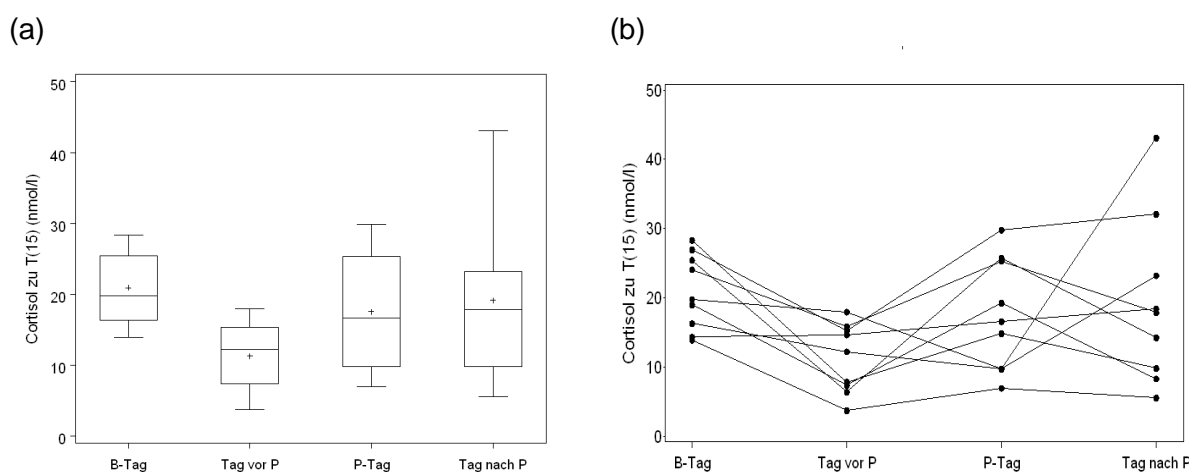 (a)
Cortisol zu T(15) (nmol/l)
50
40
30
20
10
0
B-Tag
Tag vor P
P-Tag
Tag nach P
(b)
Cortisol zu T(15) (nmol/l)
50
40
30
20
10
0
B-Tag
Tag vor P
P-Tag
Tag nach P